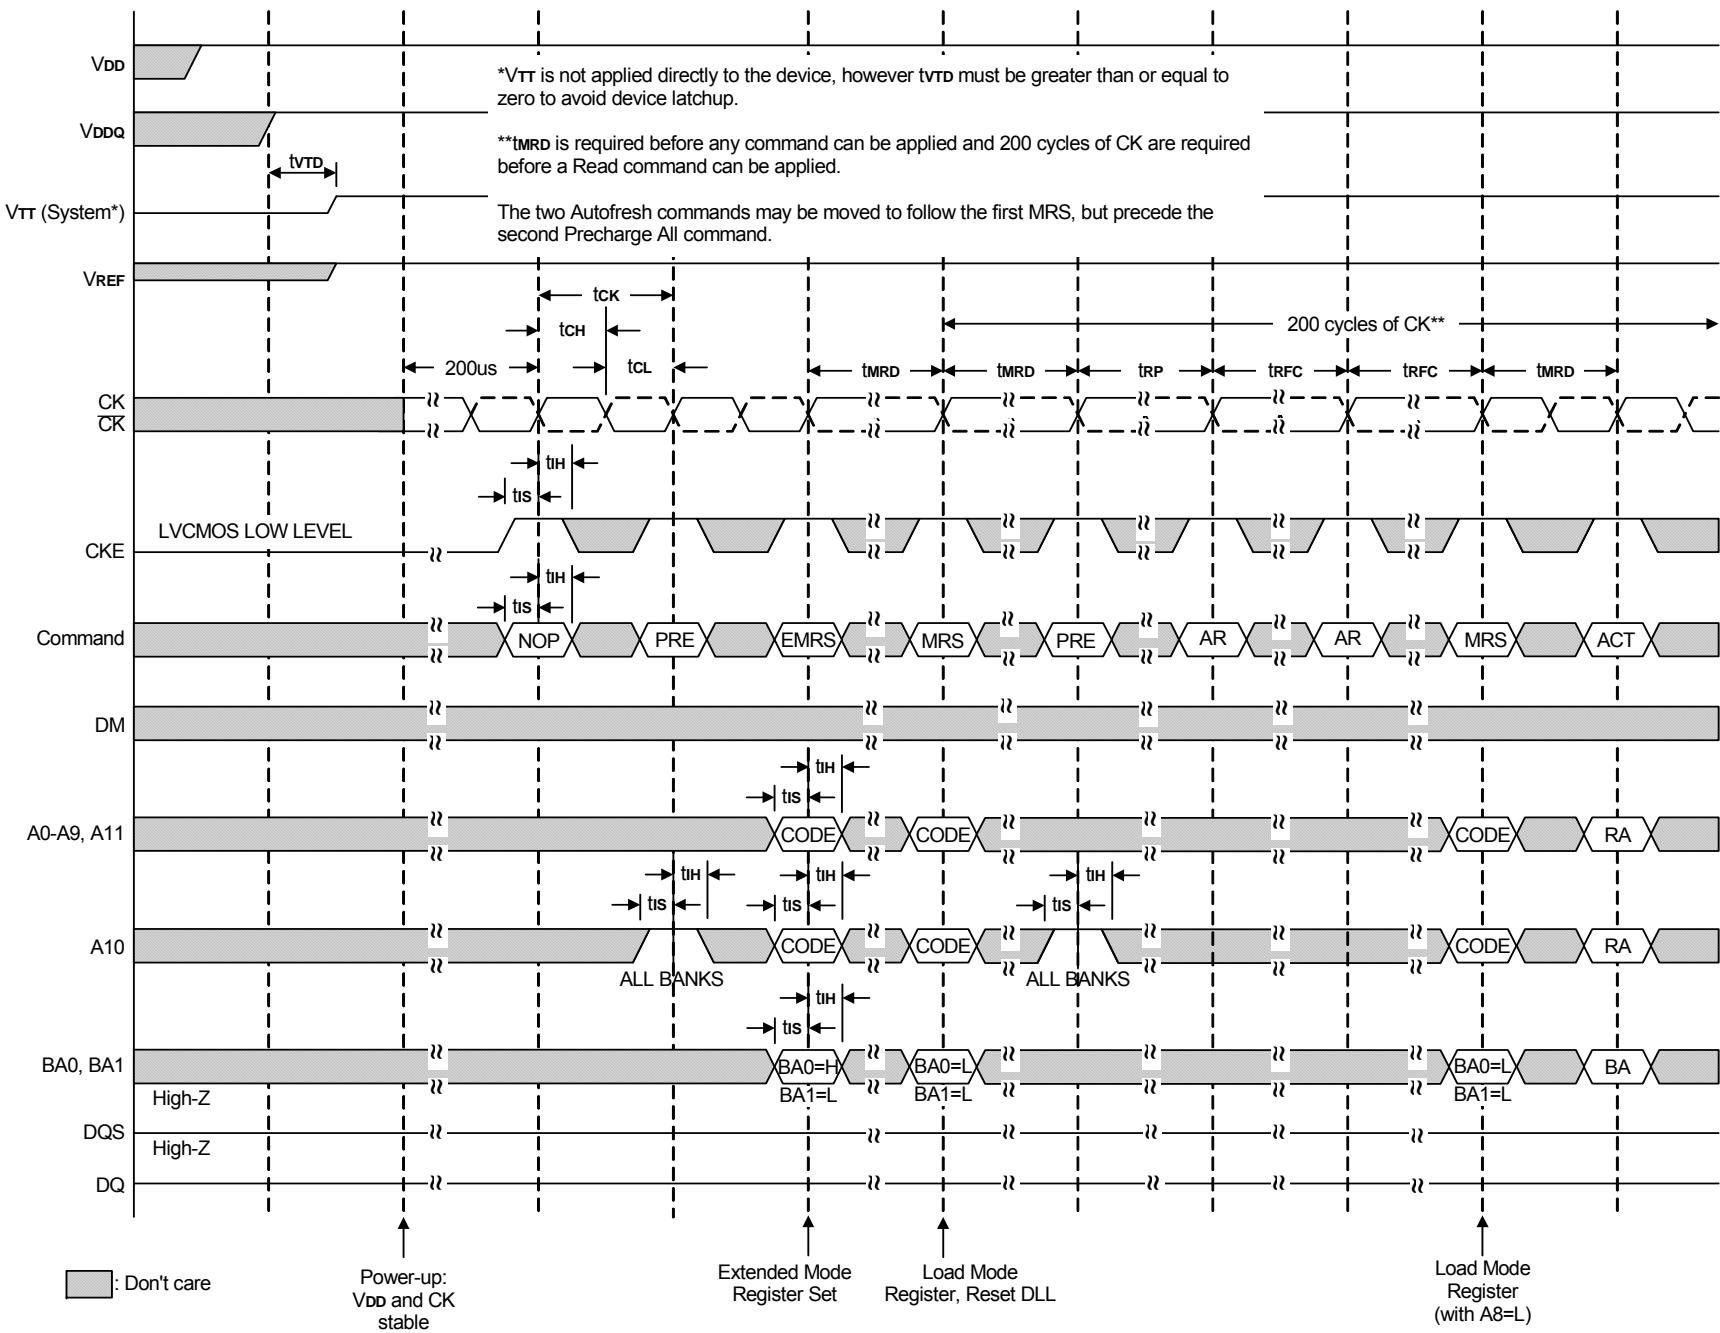 VDD
*VTT is not applied directly to the device, however tVTD must be greater than or equal to
zero to avoid device latchup.
VDDQ
**tMRD is required before any command can be applied and 200 cycles of CK are required
before a Read command can be applied.
tVTD
VTT (System*)
The two Autofresh commands may be moved to follow the first MRS, but precede the
second Precharge All command.
VREF
tCK
tCH
200 cycles of CK**
200us
tCL
tMRD
tMRD
tRP
tRFC
tRFC
tMRD
CK
CK
tIH
tIS
LVCMOS LOW LEVEL
CKE
tIH
tIS
Command
NOP
PRE
EMRS
MRS
PRE
AR
AR
MRS
ACT
DM
tIH
tIS
A0-A9, A11
CODE
CODE
CODE
RA
tIH
tIH
tIH
tIS
tIS
tIS
A10
CODE
CODE
CODE
RA
ALL BANKS
ALL BANKS
tIH
tIS
BA0, BA1
BA0=H
BA0=L
BA0=L
BA
BA1=L
BA1=L
BA1=L
High-Z
DQS
High-Z
DQ
: Don't care
Power-up:
VDD and CK
stable
Extended Mode
Register Set
Load Mode
Register, Reset DLL
Load Mode
Register
(with A8=L)